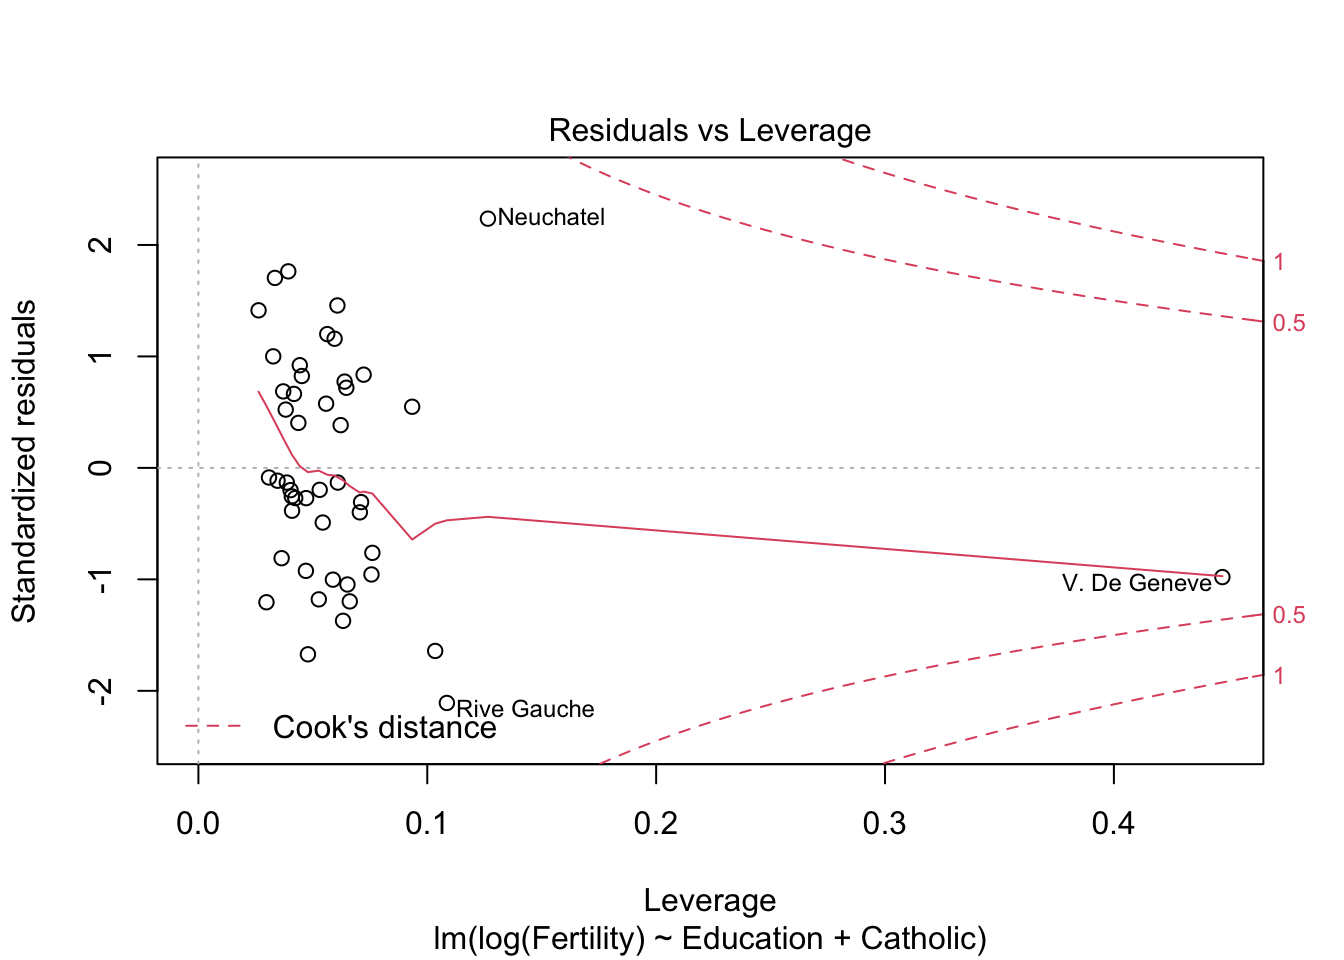 Residuals vs Leverage
Standardized residuals
2
1
0
-1
-2
Neuchatel
V. De Geneve
Rive Gauche
Cook's distance
1
0.5
0.5
1
0.0 0.1 0.2 0.3 0.4
Leverage
lm(log(Fertility) ~ Education + Catholic)